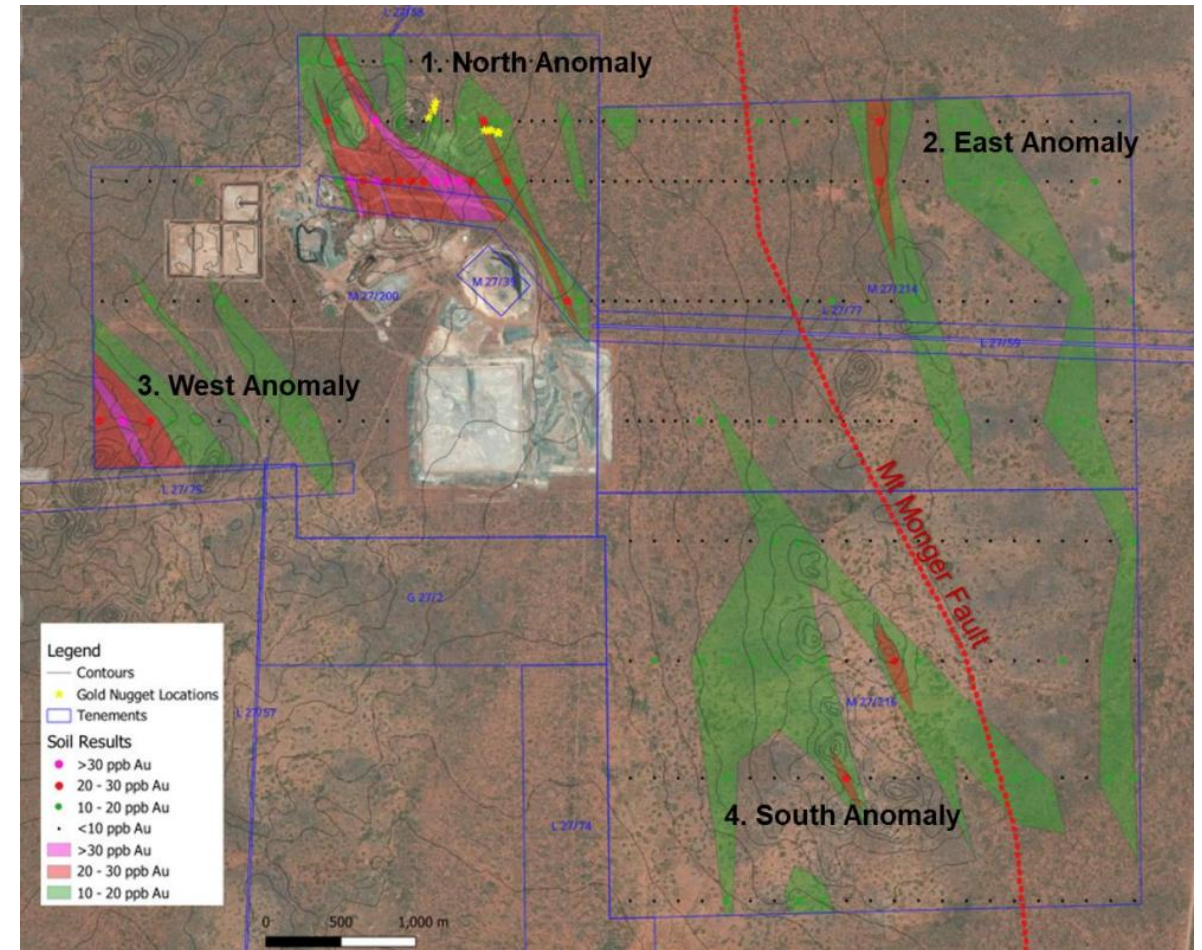 L 27/58
1. North Anomaly
2. East Anomaly
M 27/39
M 27/200
M 27/214
L 27/77
L 27/59
3. West Anomaly
L 27/75
Mt Monger Fault
G 27/2
M 27/216
L 27/57
4. South Anomaly
L 27/74
Legend
Contours
Gold Nugget Locations
Tenements
Soil Results
>30 ppb Au
20 - 30 ppb Au
10 - 20 ppb Au
<10 ppb Au
>30 ppb Au
20 - 30 ppb Au
10 - 20 ppb Au
0 500 1,000 m